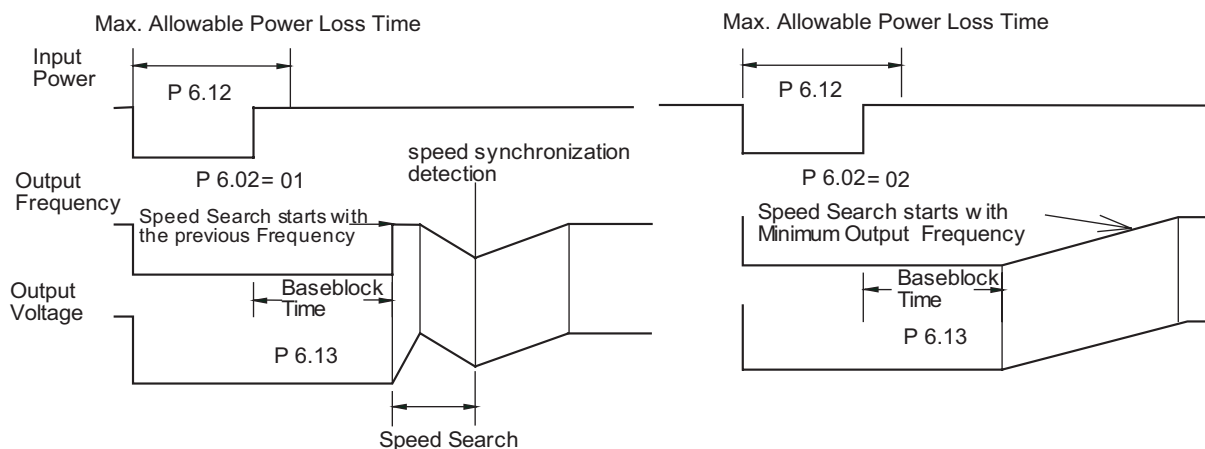 Max. Allowable Power Loss Time
Input
Power
P 6.12
speed synchronization
detection
P 6.02= 01
Output
Frequency
Speed Search starts with
the previous Frequency
Output
Voltage
Baseblock
Time
P 6.13
Speed Search
Max. Allowable Power Loss Time
P 6.12
P 6.02= 02
Speed Search starts with
Minimum Output Frequency
Baseblock
Time
P 6.13